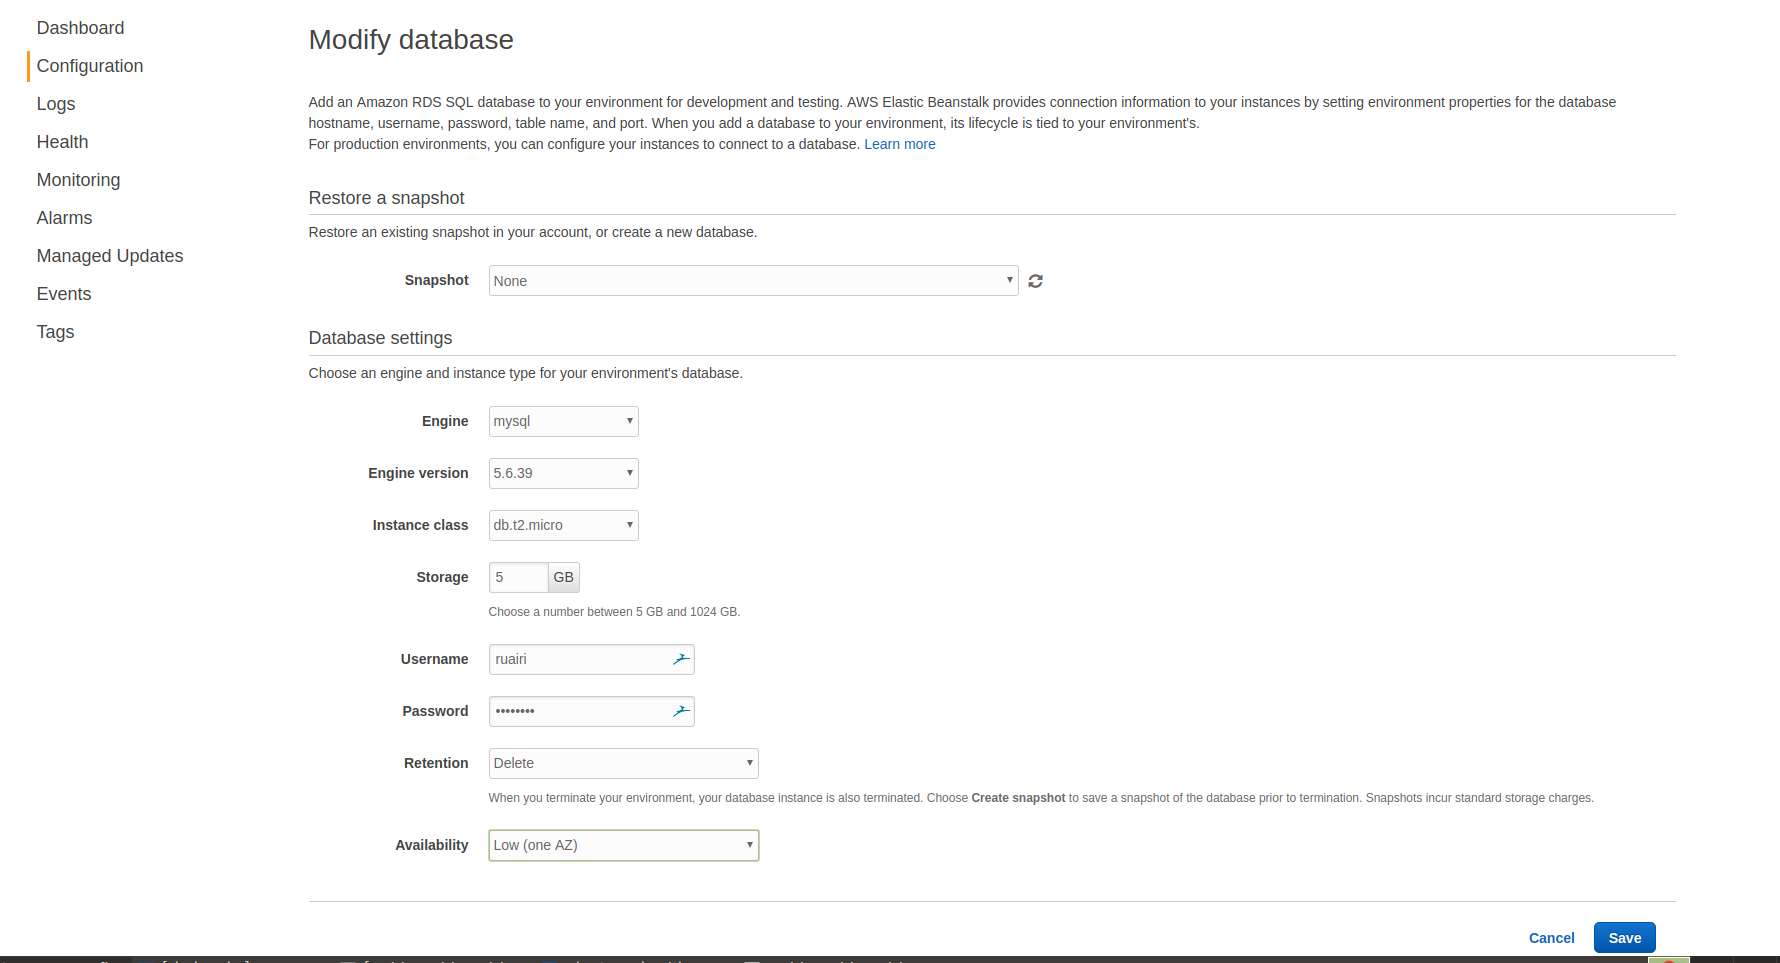 Dashboard
Configuration
Logs
Health
Monitoring
Alarms
Managed Updates
Events
Tags
Modify database
Add an Amazon RDS SQL database to your environment for development and testing. AWS Elastic Beanstalk provides connection information to your instances by setting environment properties for the database
hostname, username, password, table name, and port. When you add a database to your environment, its lifecycle is tied to your environment's.
For production environments, you can configure your instances to connect to a database. Learn more
Restore a snapshot
Restore an existing snapshot in your account, or create a new database.
Snapshot None
Database settings
Choose an engine and instance type for your environment's database.
Engine mysql
Engine version 5.6.39
Instance class db.t2.micro
Storage 5 GB
Choose a number between 5 GB and 1024 GB.
Username ruairi
Password ••••••••
Retention Delete
When you terminate your environment, your database instance is also terminated. Choose Create snapshot to save a snapshot of the database prior to termination. Snapshots incur standard storage charges.
Availability Low (one AZ)
Cancel Save